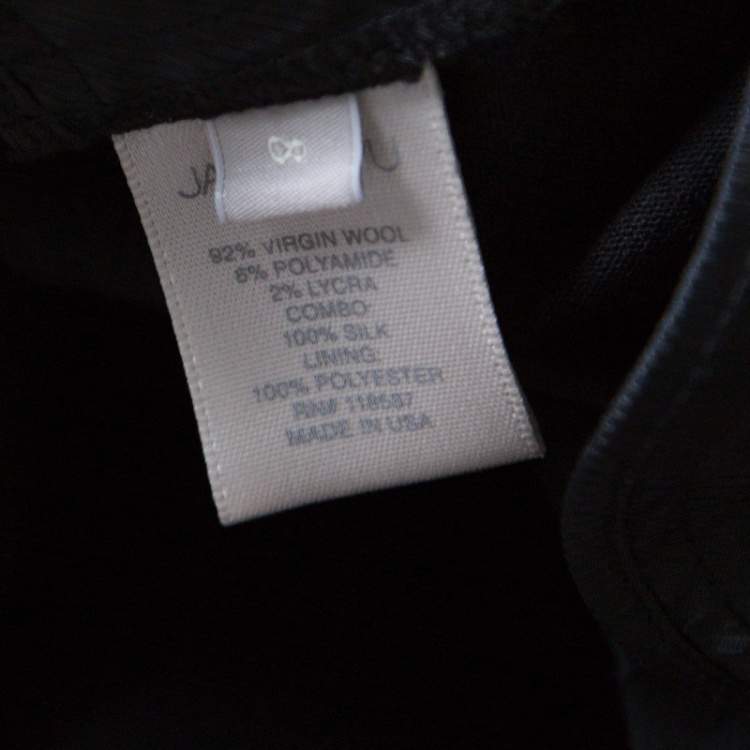 8
92% VIRGIN WOOL
6% POLYAMIDE
2% LYCRA
COMBO
100% SILK
LINING:
100% POLYESTER
RN# 118587
MADE IN USA